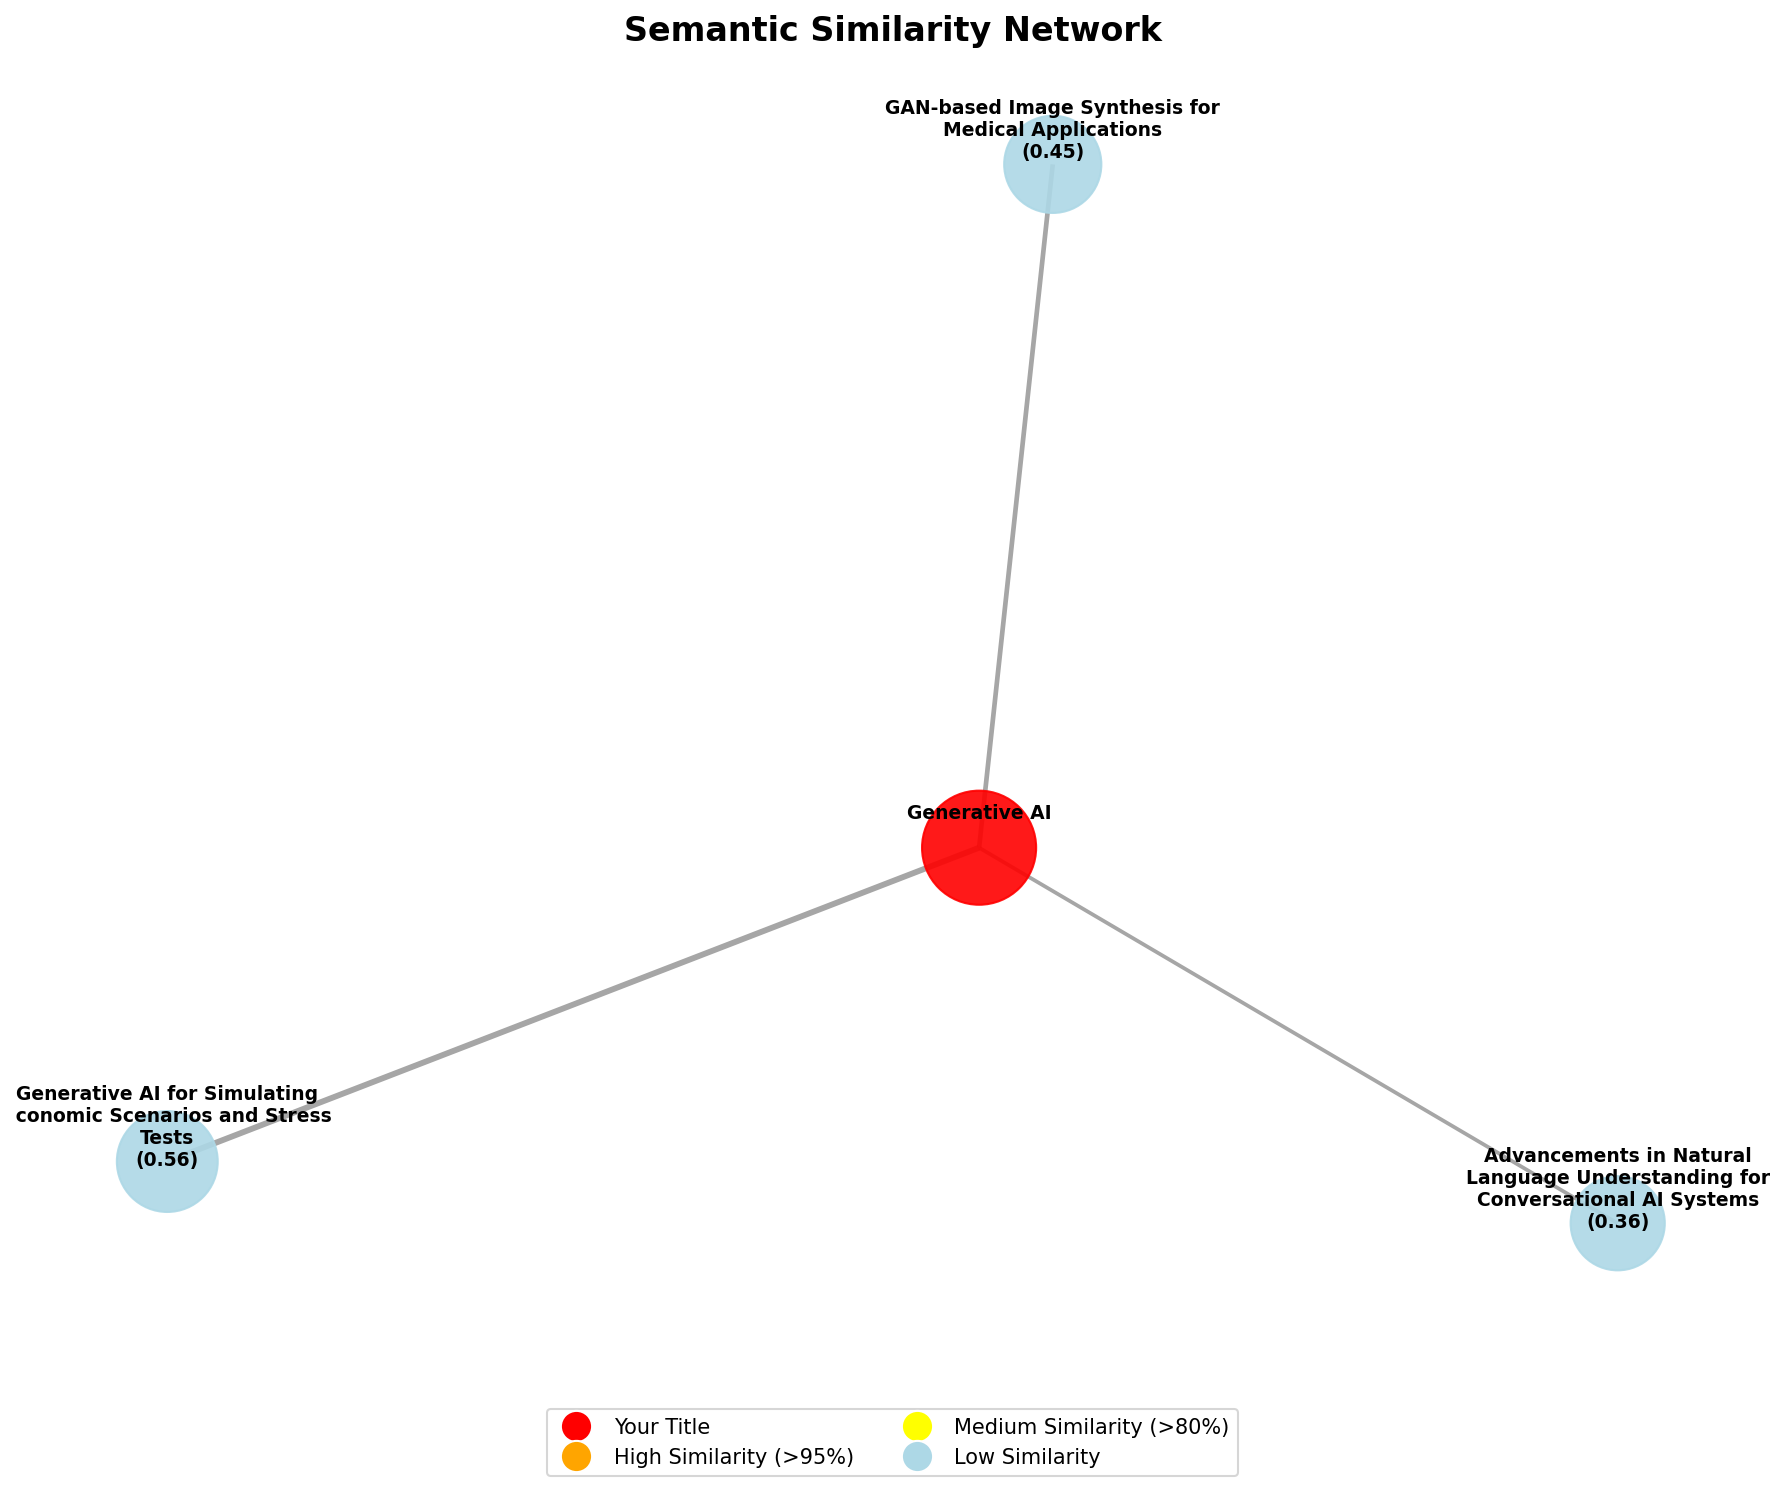 Semantic Similarity Network
GAN-based Image Synthesis for
Medical Applications
(0.45)
Generative AI
Generative AI for Simulating
conomic Scenarios and Stress
Tests
(0.56)
Advancements in Natural
Language Understanding for
Conversational AI Systems
(0.36)
Your Title
High Similarity (>95%)
Medium Similarity (>80%)
Low Similarity